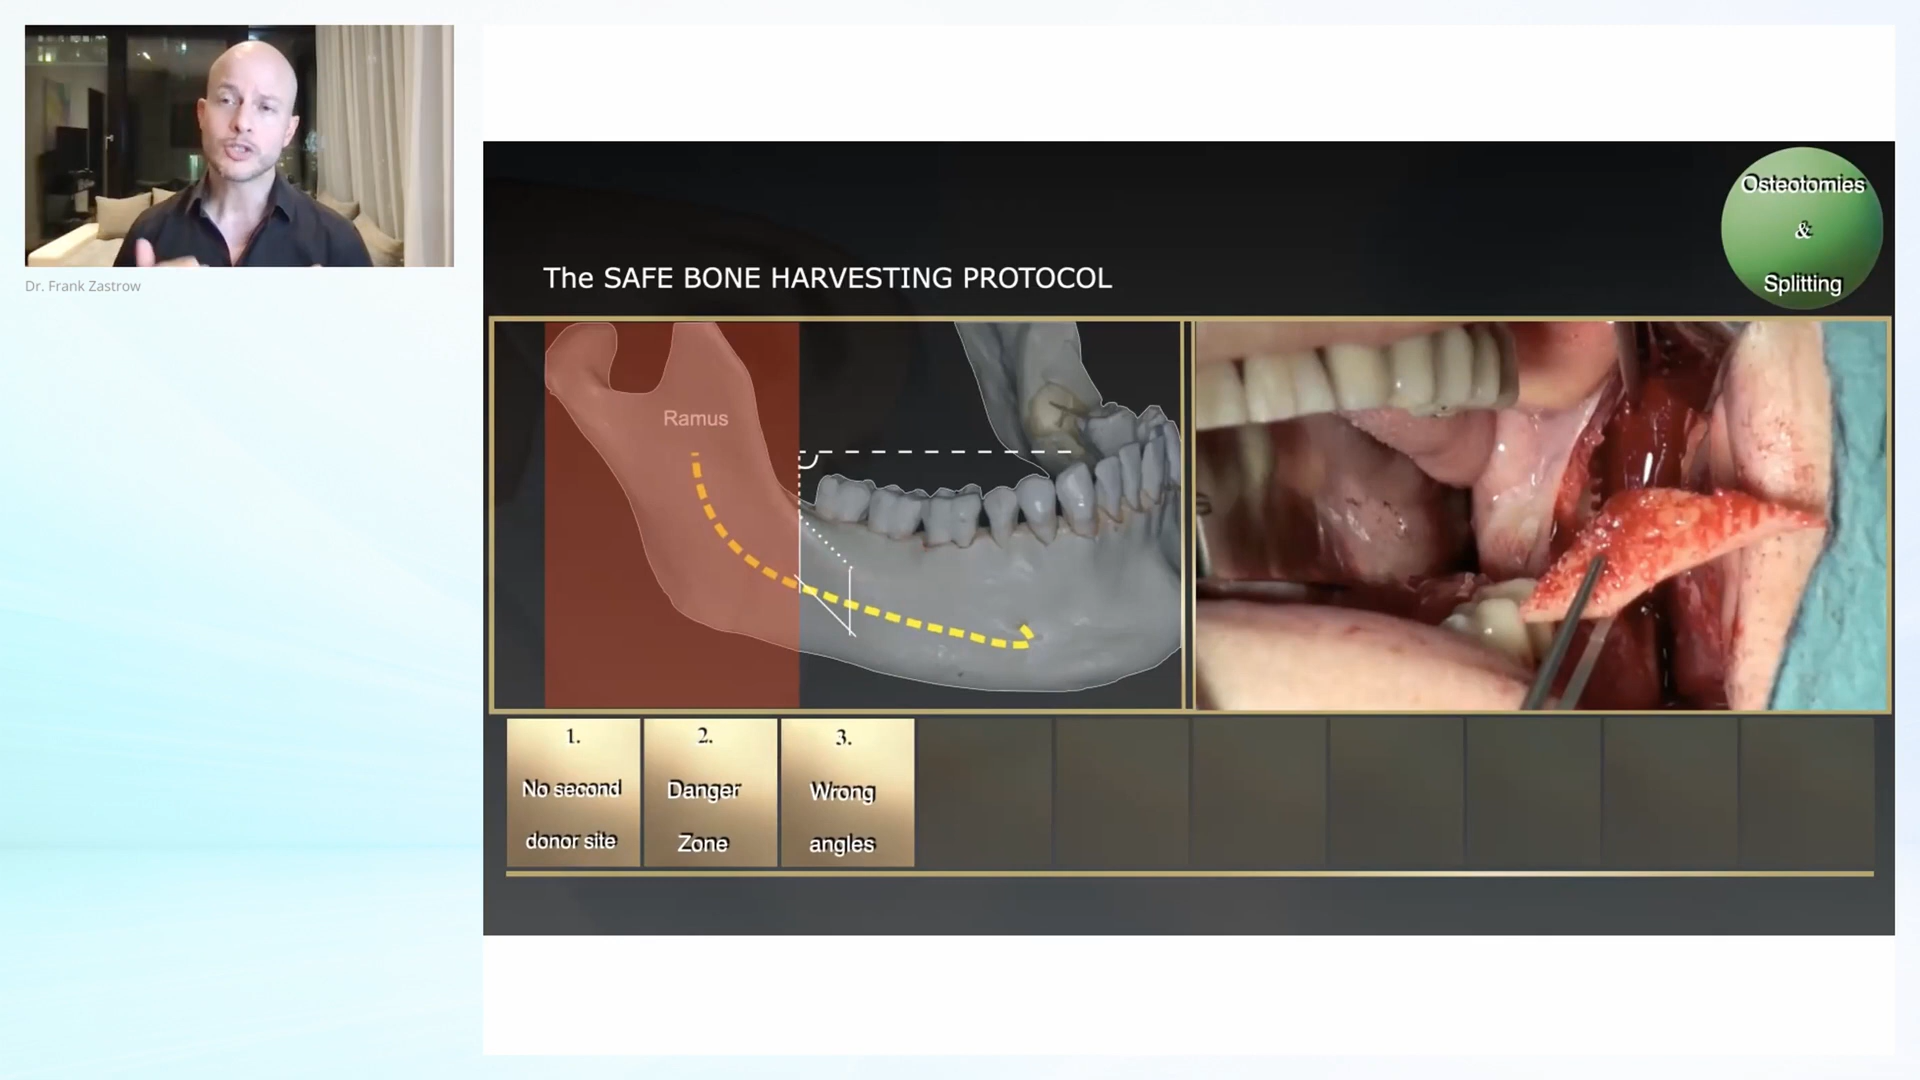 Dr. Frank Zastrow
Osteotomies
&
Splitting
The SAFE BONE HARVESTING PROTOCOL
Ramus
1.
No second
donor site
2.
Danger
Zone
3.
Wrong
angles